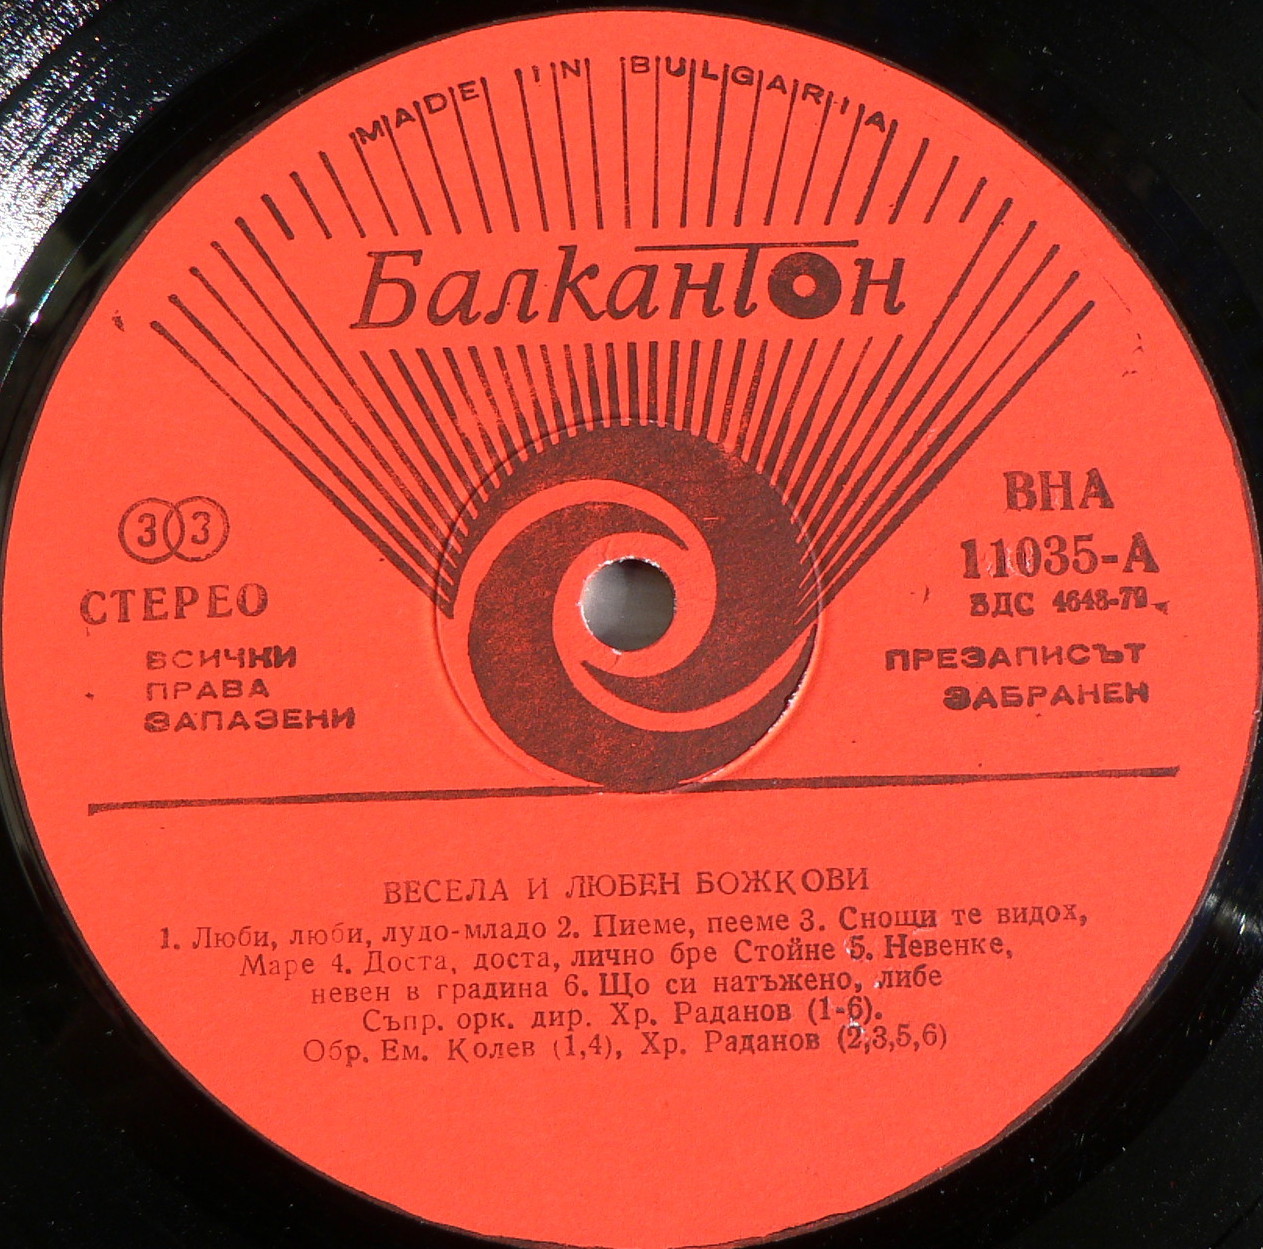 MADE IN BULGARIA
Балкантон
33
СТЕРЕО
ВСИЧКИ
ПРАВА
ЗАПАЗЕНИ
ВНА
11035-А
БДС 4648-79
ПРЕЗАПИСЪТ
ЗАБРАНЕН
ВЕСЕЛА И ЛЮБЕН БОЖКОВИ
1. Люби, люби, лудо-младо 2. Пиеме, пееме 3. Снощи те видох,
Маре 4. Доста, доста, лично бре Стойне 5. Невенке,
невен в градина 6. Що си натъжено, либе
Съпр. орк. дир. Хр. Раданов (1-6).
Обр. Ем. Колев (1,4), Хр. Раданов (2,3,5,6)